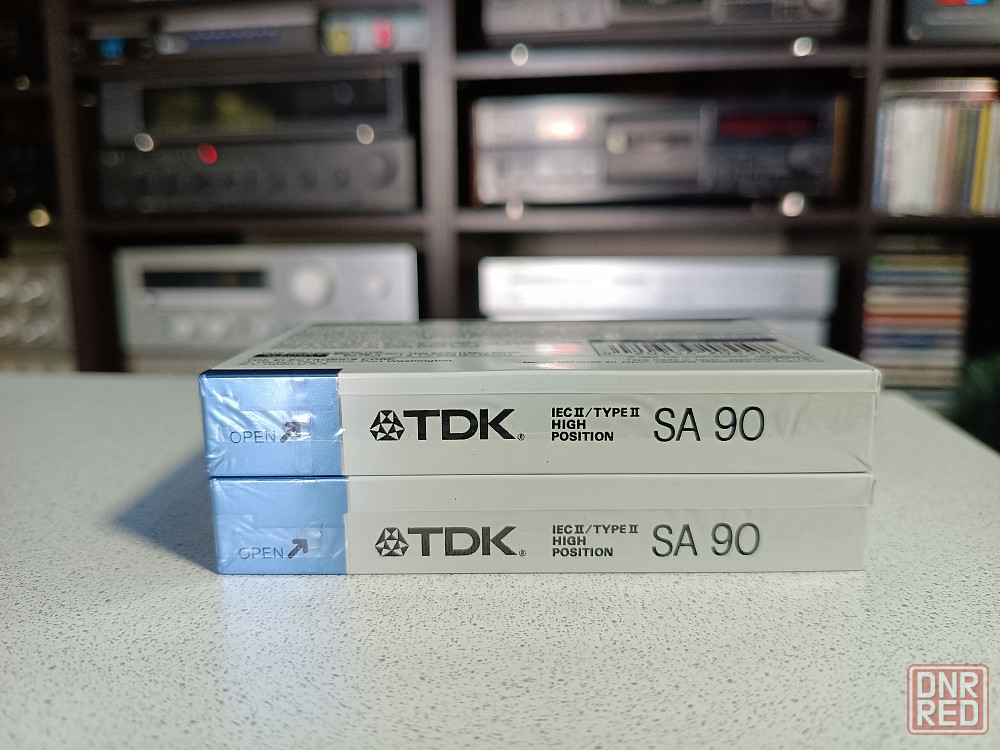 OPEN
TDK®
IEC II/TYPE II
HIGH
POSITION
SA 90
OPEN
TDK®
IEC II/TYPE II
HIGH
POSITION
SA 90
DNR
RED